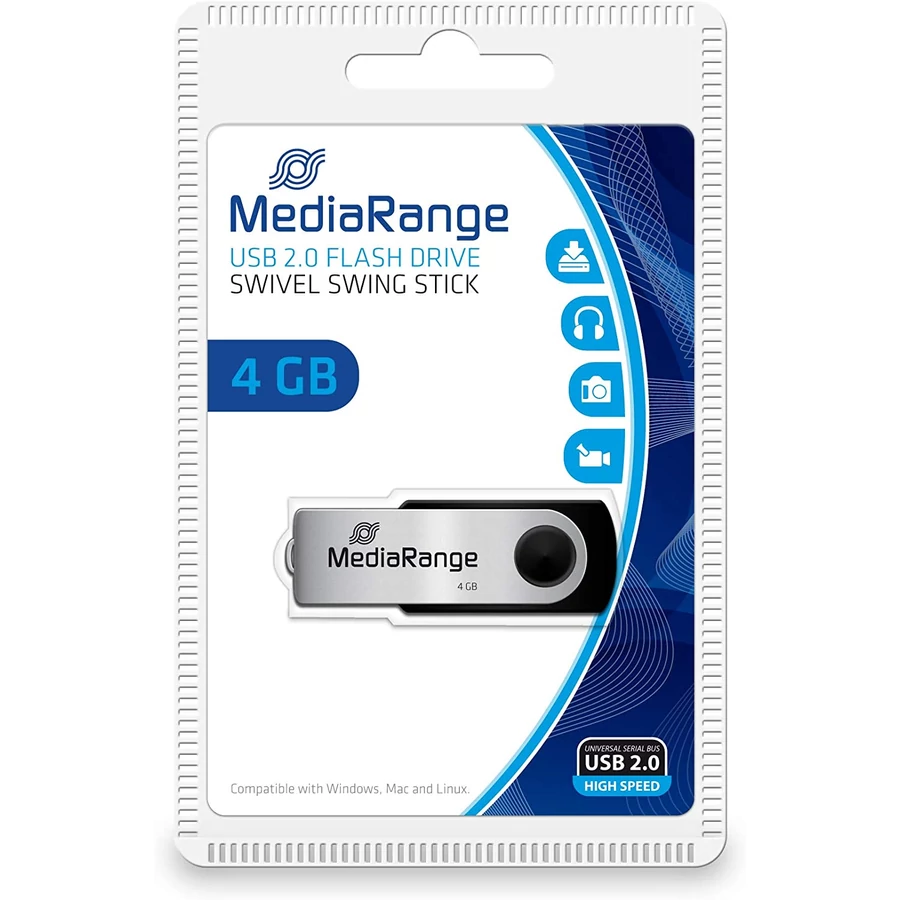 MediaRange
USB 2.0 FLASH DRIVE
SWIVEL SWING STICK
4 GB
MediaRange
4 GB
UNIVERSAL SERIAL BUS
USB 2.0
HIGH SPEED
Compatible with Windows, Mac and Linux.